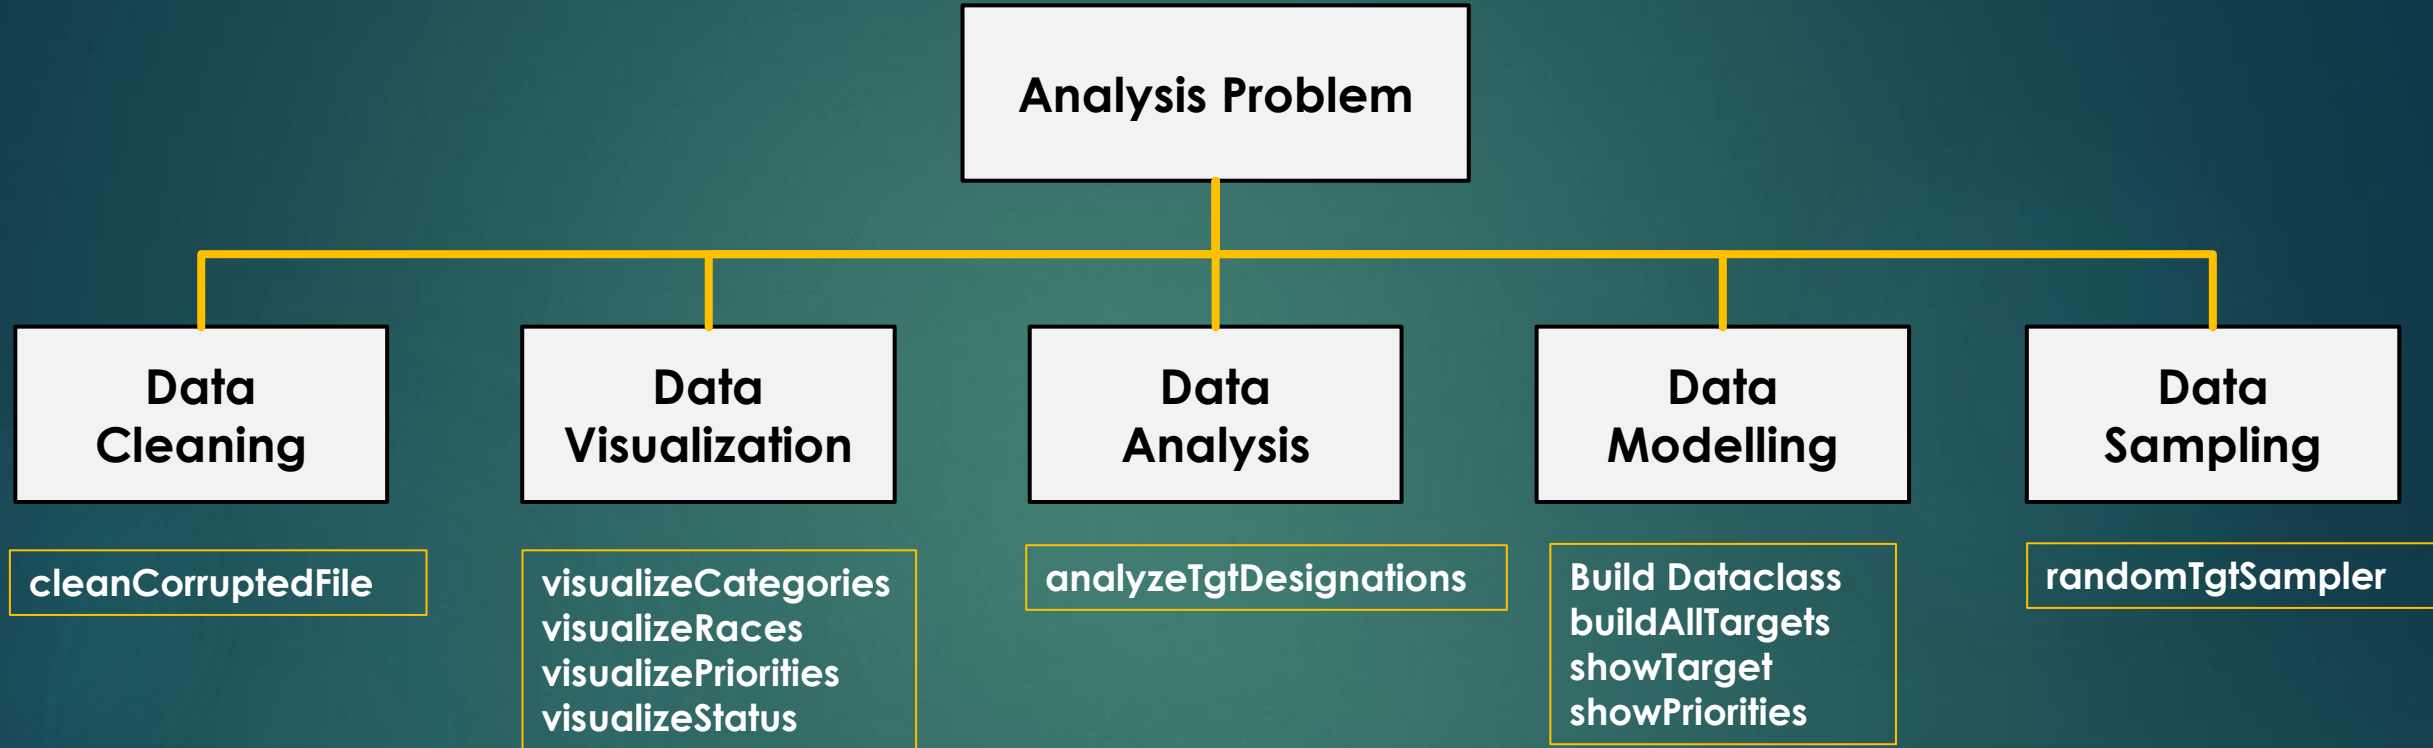 Analysis Problem
Data
Cleaning
Data
Visualization
Data
Analysis
Data
Modelling
Data
Sampling
cleanCorruptedFile
visualizeCategories
visualizeRaces
visualizePriorities
visualizeStatus
analyzeTgtDesignations
Build Dataclass
buildAllTargets
showTarget
showPriorities
randomTgtSampler